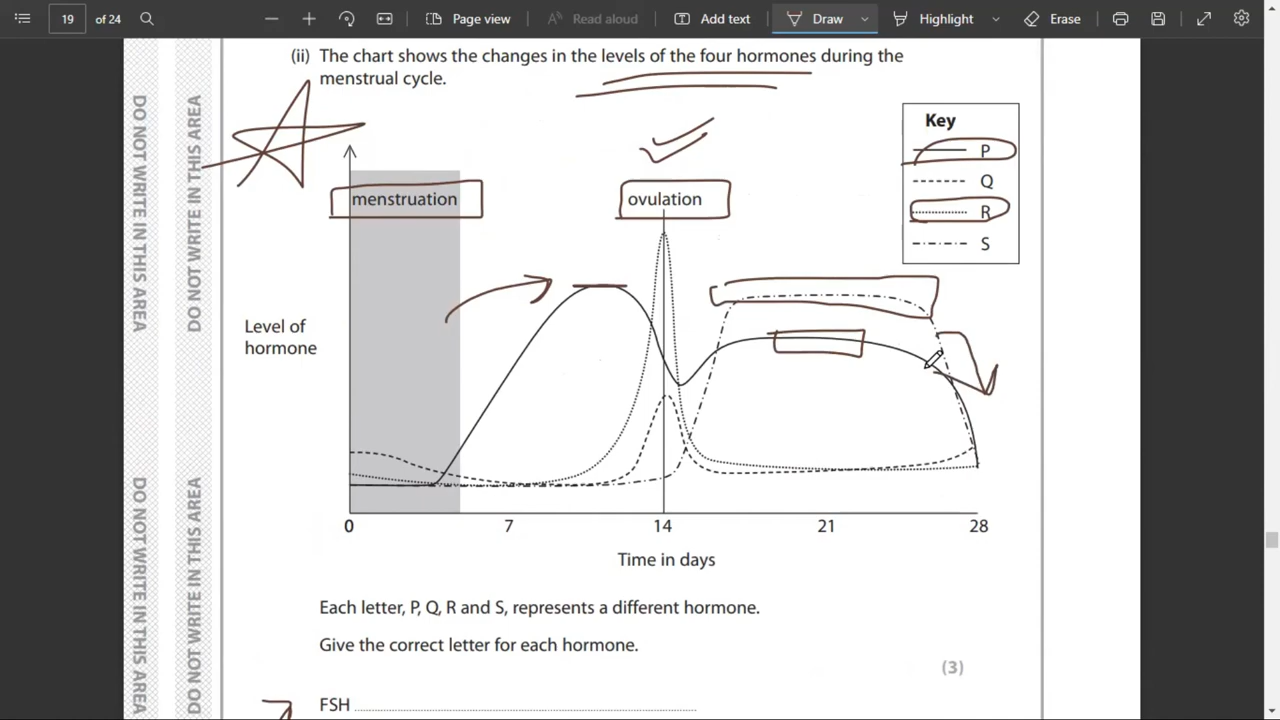 19 of 24 Page view Read aloud Add text Draw Highlight Erase
(ii) The chart shows the changes in the levels of the four hormones during the
menstrual cycle.
DO NOT WRITE IN THIS AREA
DO NOT WRITE IN THIS AREA
Key
P
Q
R
S
menstruation
ovulation
Level of
hormone
0 7 14 21 28
Time in days
Each letter, P, Q, R and S, represents a different hormone.
Give the correct letter for each hormone.
(3)
DO NOT WRITE IN THIS AREA
DO NOT WRITE IN THIS AREA
FSH